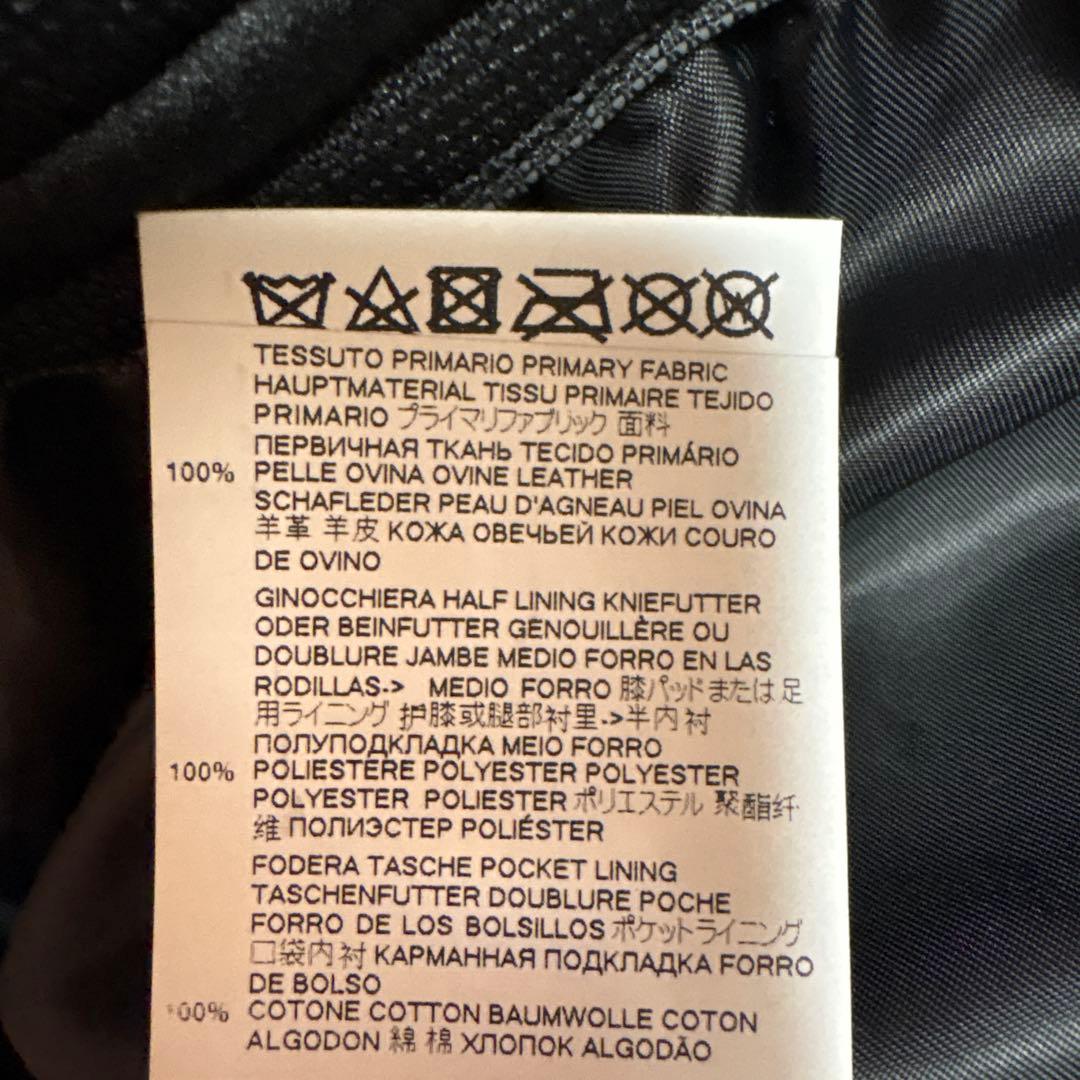 TESSUTO PRIMARIO PRIMARY FABRIC
HAUPTMATERIAL TISSU PRIMAIRE TEJIDO
PRIMARIO プライマリファブリック 面料
ПЕРВИЧНАЯ ТКАНЬ TECIDO PRIMÁRIO
100% PELLE OVINA OVINE LEATHER
SCHAFLEDER PEAU D'AGNEAU PIEL OVINA
羊革 羊皮 КОЖА ОВЕЧЬЕЙ КОЖИ COURO
DE OVINO
GINOCCHIERA HALF LINING KNIEFUTTER
ODER BEINFUTTER GENOUILLÈRE OU
DOUBLURE JAMBE MEDIO FORRO EN LAS
RODILLAS-> MEDIO FORRO 膝パッドまたは足
用ライニング 护膝或腿部衬里->半内衬
ПОЛУПОДКЛАДКА MEIO FORRO
100% POLIESTERE POLYESTER POLYESTER
POLYESTER POLIESTER ポリエステル 聚酯纤
维 ПОЛИЭСТЕР POLIÉSTER
FODERA TASCHE POCKET LINING
TASCHENFUTTER DOUBLURE POCHE
FORRO DE LOS BOLSILLOS ポケットライニング
口袋内衬 КАРМАННАЯ ПОДКЛАДКА FORRO
DE BOLSO
100% COTONE COTTON BAUMWOLLE COTON
ALGODON 綿 棉 ХЛОПОК ALGODÃO